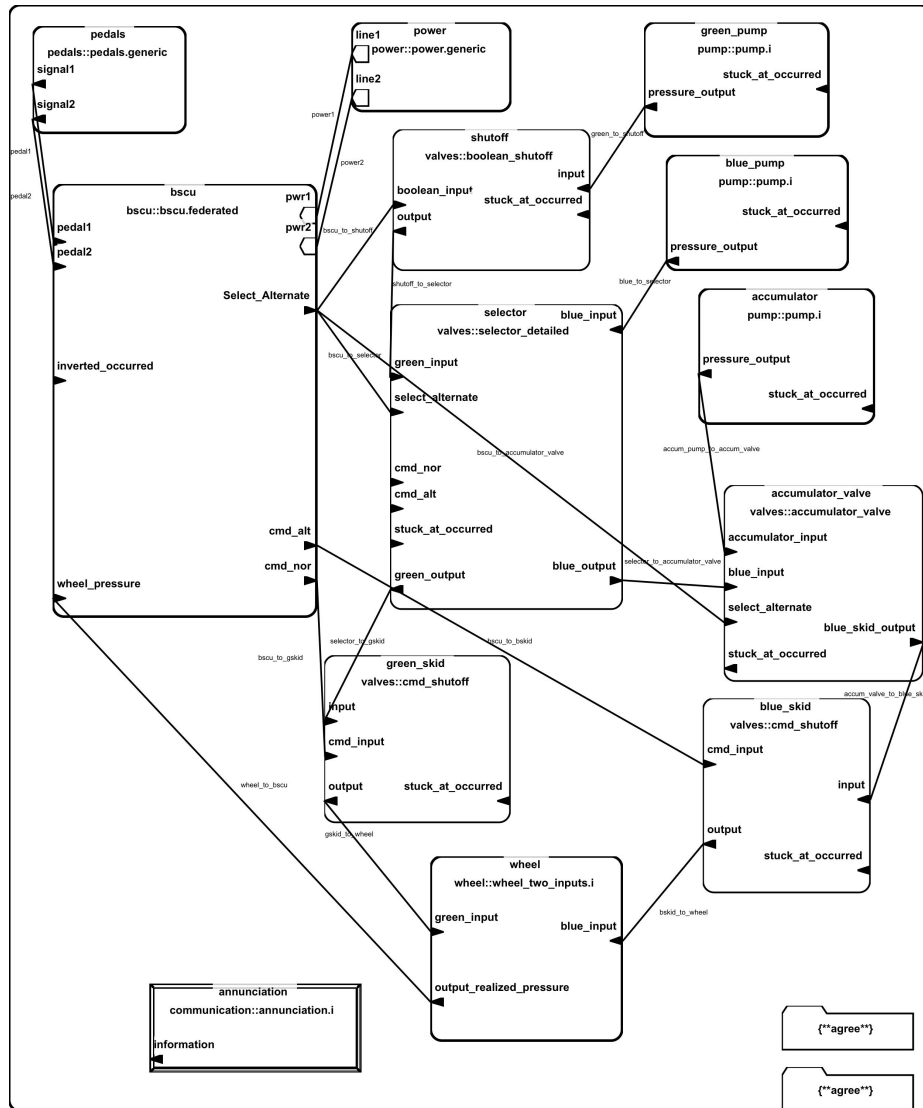 pedals
pedals::pedals.generic
signal1
signal2
power
line1
power::power.generic
line2
green_pump
pump::pump.i
stuck_at_occurred
pressure_output
pedal1
pedal2
power1
power2
green_to_shutoff
shutoff
valves::boolean_shutoff
input
boolean_input
stuck_at_occurred
output
blue_pump
pump::pump.i
stuck_at_occurred
pressure_output
bscu
bscu::bscu.federated
pwr1
pwr2
pedal1
pedal2
Select_Alternate
inverted_occurred
cmd_alt
cmd_nor
wheel_pressure
bscu_to_shutoff
shutoff_to_selector
blue_to_selector
selector
blue_input
valves::selector_detailed
green_input
select_alternate
cmd_nor
cmd_alt
stuck_at_occurred
green_output
blue_output
bscu_to_selector
bscu_to_accumulator_valve
accumulator
pump::pump.i
pressure_output
stuck_at_occurred
accum_pump_to_accum_valve
accumulator_valve
valves::accumulator_valve
accumulator_input
blue_input
select_alternate
blue_skid_output
stuck_at_occurred
selector_to_accumulator_valve
bscu_to_gskid
selector_to_gskid
bscu_to_bskid
accum_valve_to_blue_sk
green_skid
valves::cmd_shutoff
input
cmd_input
output
stuck_at_occurred
blue_skid
valves::cmd_shutoff
cmd_input
input
output
stuck_at_occurred
wheel_to_bscu
gskid_to_wheel
bskid_to_wheel
wheel
wheel::wheel_two_inputs.i
green_input
blue_input
output_realized_pressure
annunciation
communication::annunciation.i
information
{**agree**}
{**agree**}